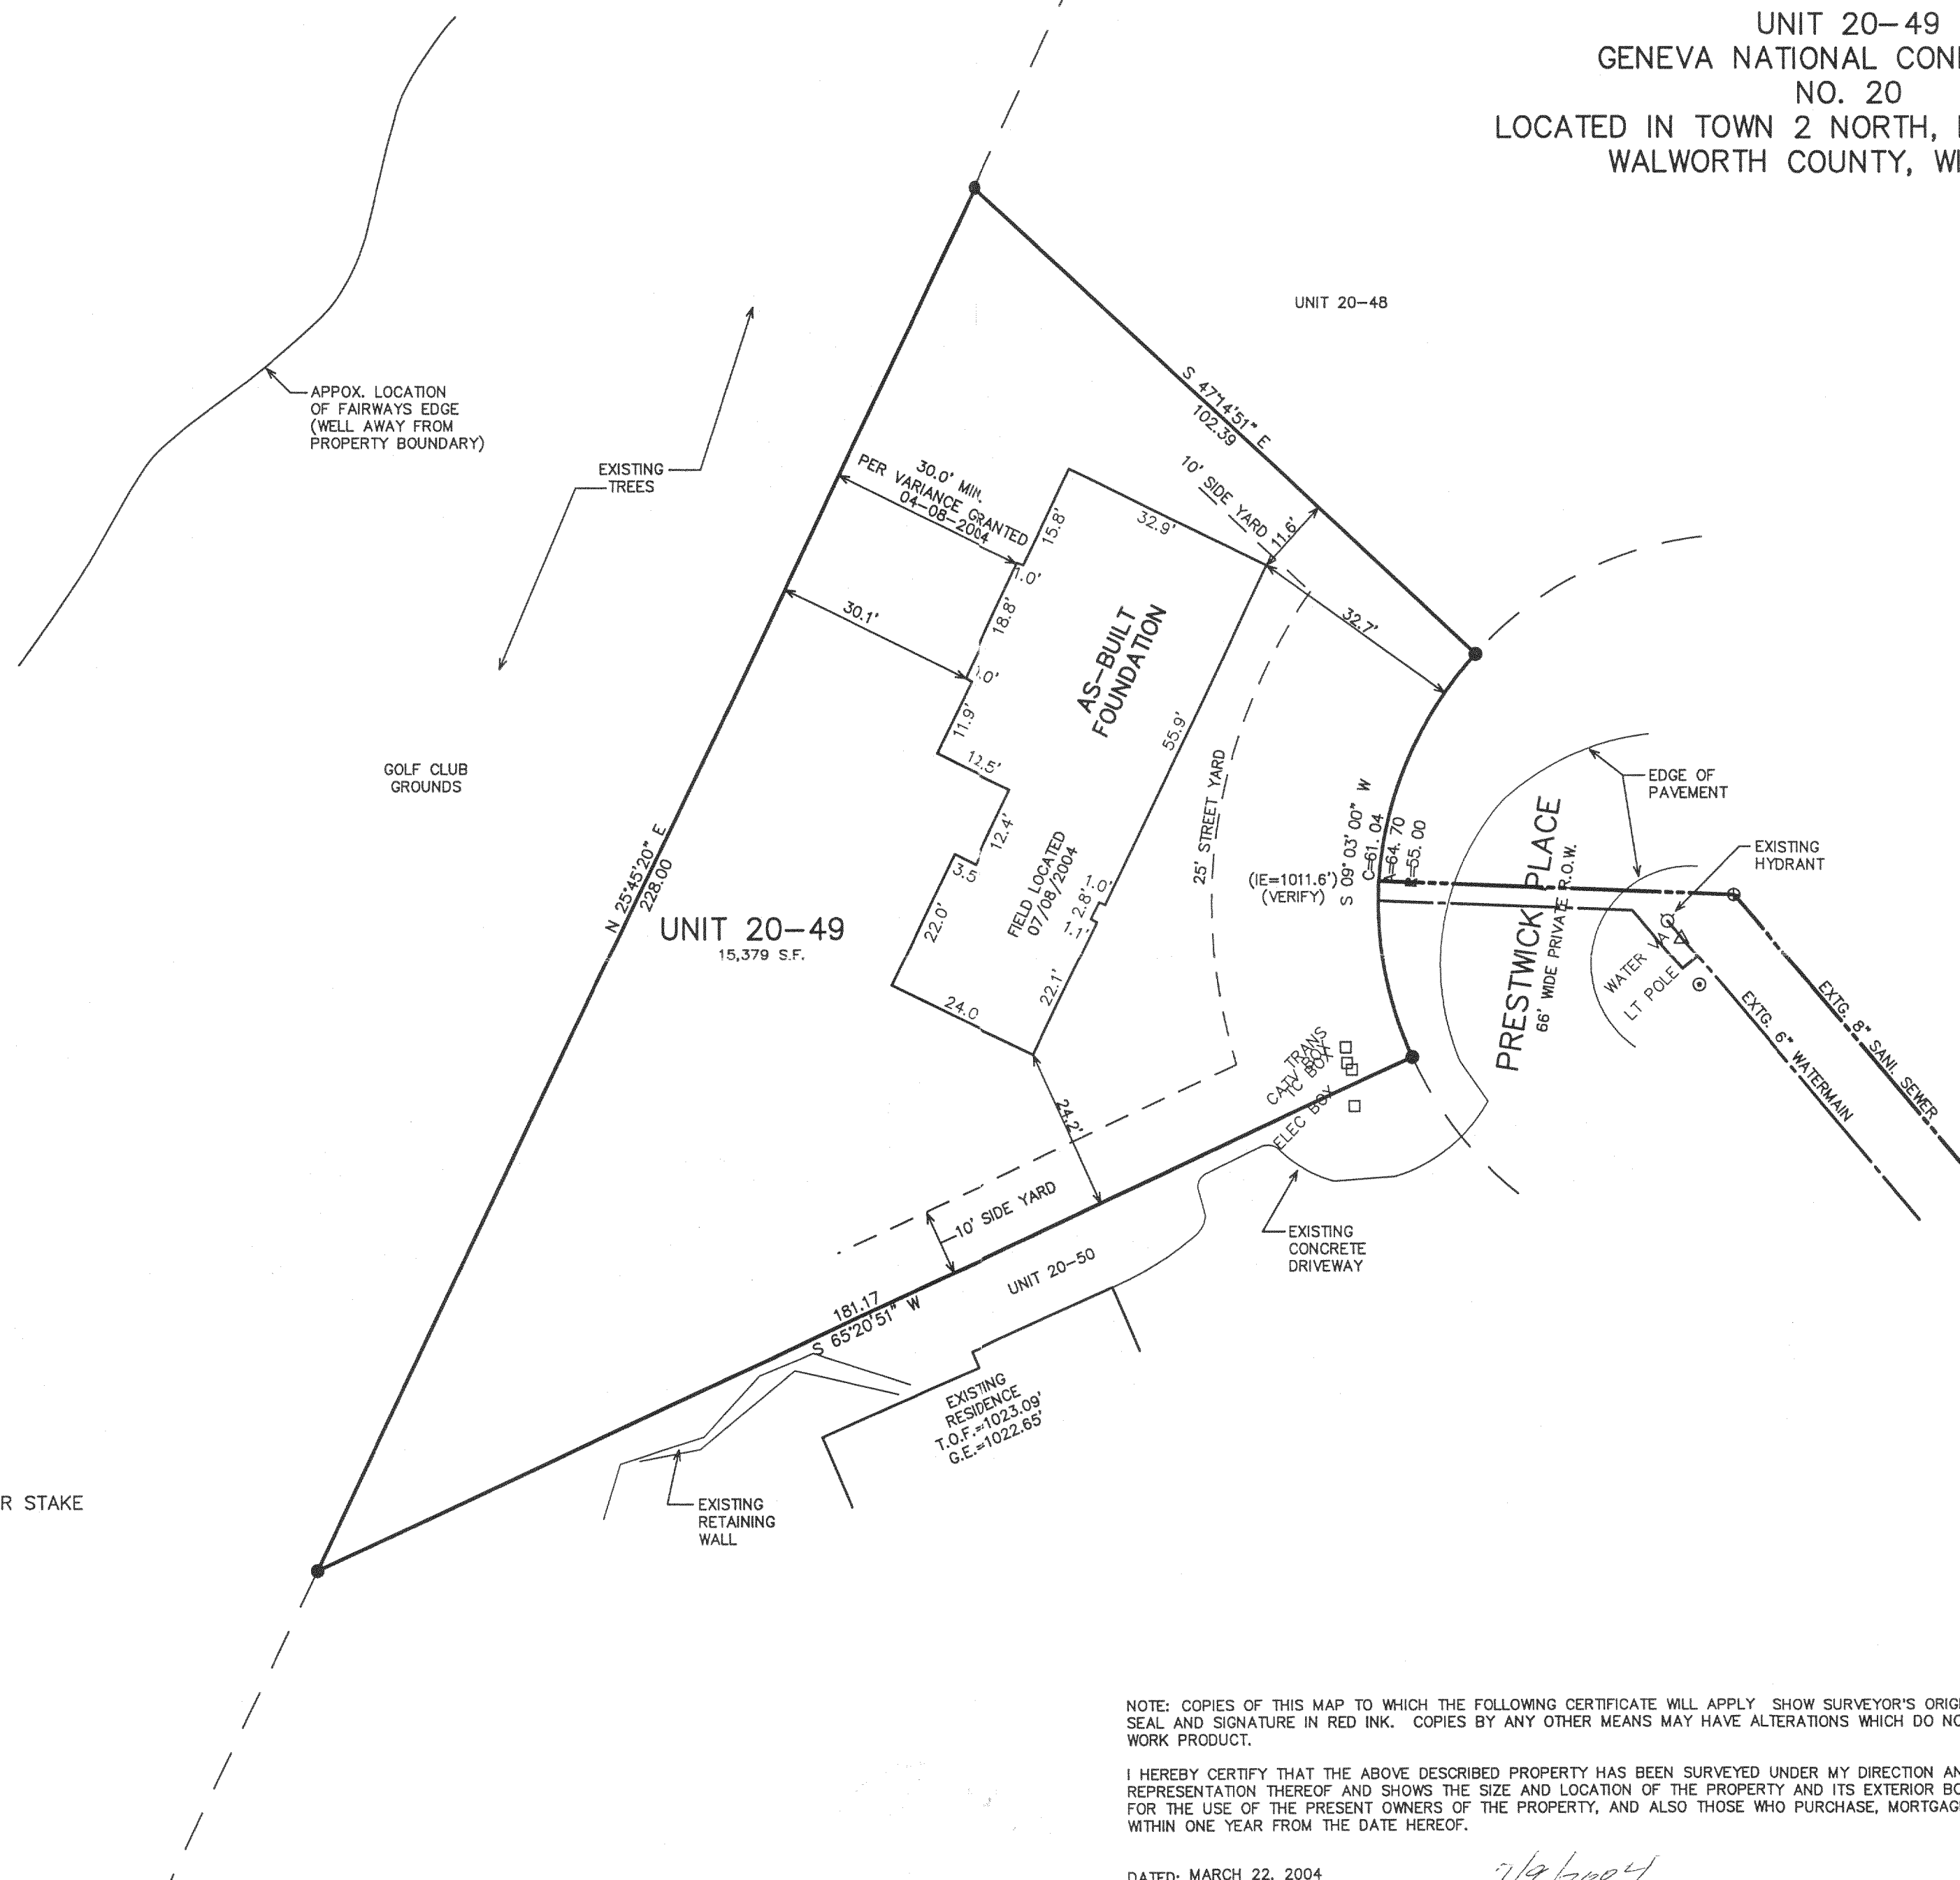 UNIT 20-49
GENEVA NATIONAL CON
NO. 20
LOCATED IN TOWN 2 NORTH,
WALWORTH COUNTY, WI
UNIT 20-48
APPOX. LOCATION
OF FAIRWAYS EDGE
(WELL AWAY FROM
PROPERTY BOUNDARY)
EXISTING
TREES
S 47°14'51" E
102.39
30.0' MIN.
PER VARIANCE GRANTED
04-08-2004
10' SIDE YARD
11.6'
15.8'
32.9'
1.0'
18.8'
30.1'
1.0'
32.7'
AS-BUILT
FOUNDATION
11.9'
12.5'
55.9'
12.4'
3.5
GOLF CLUB
GROUNDS
N 25°45'20" E
228.00
UNIT 20-49
15,379 S.F.
22.0'
FIELD LOCATED
07/08/2004
1.0'
2.8'
1.1'
22.1'
24.0
25' STREET YARD
(IE=1011.6')
(VERIFY)
S 09°03'00" W
C=61.04
A=64.70
R=55.00
EDGE OF
PAVEMENT
PRESTWICK PLACE
66' WIDE PRIVATE R.O.W.
EXISTING
HYDRANT
WATER VA
LT POLE
EXTG. 8" SANI. SEWER
EXTG. 6" WATERMAIN
TRANS
CATV BOX
TC BOX
ELEC BOX
24.2'
10' SIDE YARD
EXISTING
CONCRETE
DRIVEWAY
UNIT 20-50
181.17
S 65°20'51" W
EXISTING
RESIDENCE
T.O.F.=1023.09'
G.E.=1022.65'
EXISTING
RETAINING
WALL
R STAKE
NOTE: COPIES OF THIS MAP TO WHICH THE FOLLOWING CERTIFICATE WILL APPLY SHOW SURVEYOR'S ORIG
SEAL AND SIGNATURE IN RED INK. COPIES BY ANY OTHER MEANS MAY HAVE ALTERATIONS WHICH DO NO
WORK PRODUCT.
I HEREBY CERTIFY THAT THE ABOVE DESCRIBED PROPERTY HAS BEEN SURVEYED UNDER MY DIRECTION AN
REPRESENTATION THEREOF AND SHOWS THE SIZE AND LOCATION OF THE PROPERTY AND ITS EXTERIOR BO
FOR THE USE OF THE PRESENT OWNERS OF THE PROPERTY, AND ALSO THOSE WHO PURCHASE, MORTGAG
WITHIN ONE YEAR FROM THE DATE HEREOF.
DATED: MARCH 22, 2004
7/9/2004